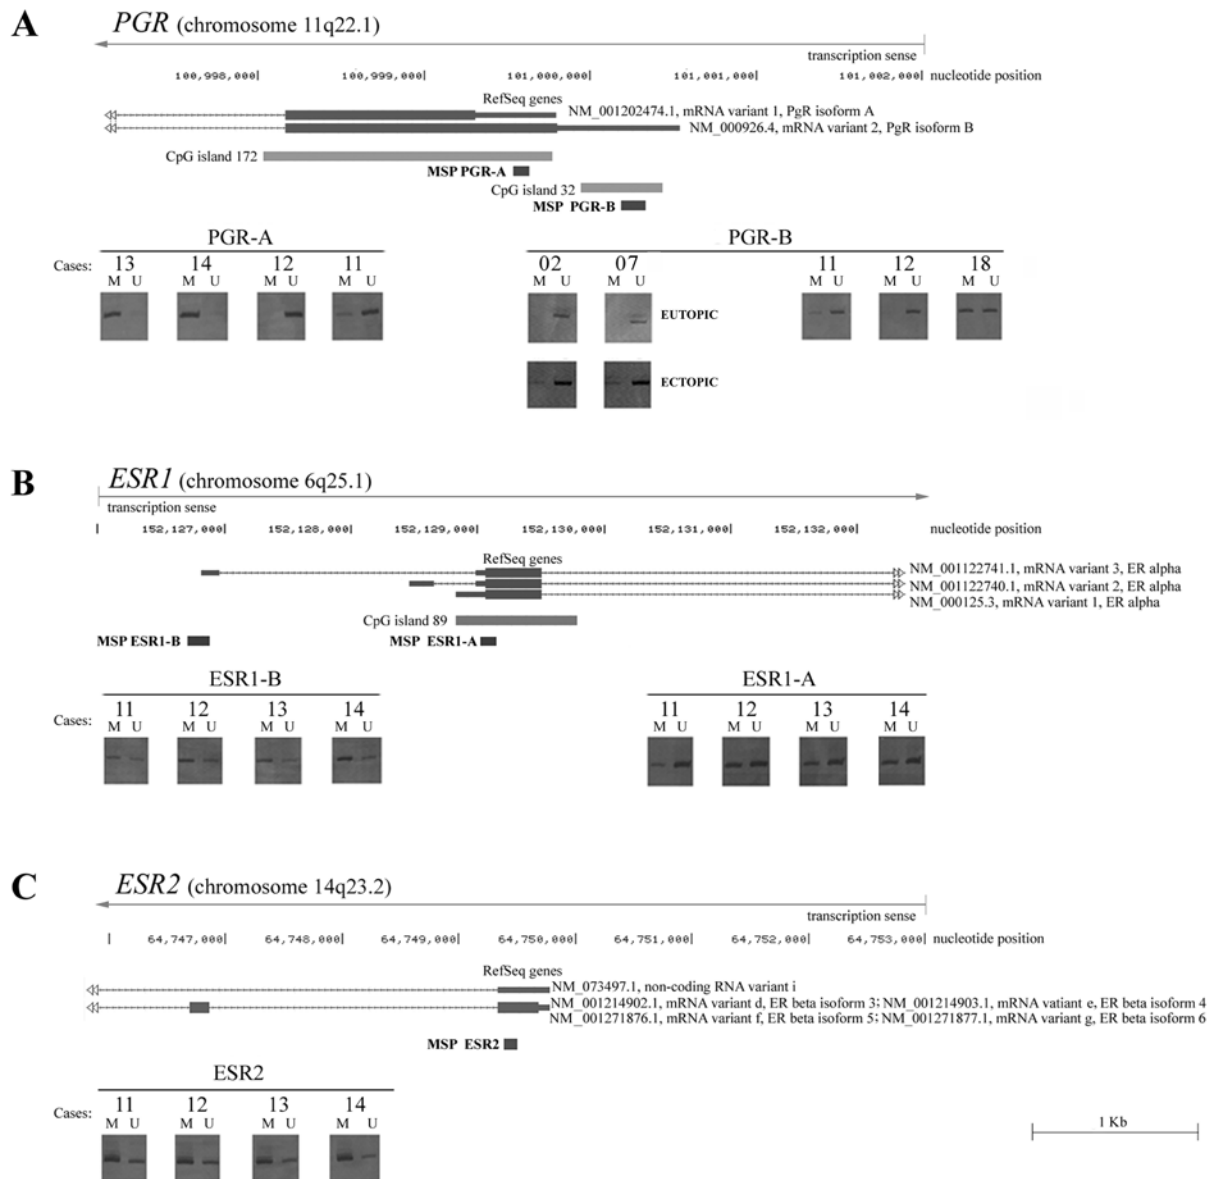 A
PGR (chromosome 11q22.1)
transcription sense
100,998,000| 100,999,000| 101,000,000| 101,001,000| 101,002,000| nucleotide position
RefSeq genes
NM_001202474.1, mRNA variant 1, PgR isoform A
NM_000926.4, mRNA variant 2, PgR isoform B
CpG island 172
MSP PGR-A
CpG island 32
MSP PGR-B
PGR-A PGR-B
Cases: 13 14 12 11 02 07 11 12 18
M U M U M U M U M U M U M U M U M U
EUTOPIC
ECTOPIC
B
ESR1 (chromosome 6q25.1)
transcription sense
| 152,127,000| 152,128,000| 152,129,000| 152,130,000| 152,131,000| 152,132,000| nucleotide position
RefSeq genes
NM_001122741.1, mRNA variant 3, ER alpha
NM_001122740.1, mRNA variant 2, ER alpha
NM_000125.3, mRNA variant 1, ER alpha
CpG island 89
MSP ESR1-B MSP ESR1-A
ESR1-B ESR1-A
Cases: 11 12 13 14 11 12 13 14
M U M U M U M U M U M U M U M U
C
ESR2 (chromosome 14q23.2)
transcription sense
| 64,747,000| 64,748,000| 64,749,000| 64,750,000| 64,751,000| 64,752,000| 64,753,000| nucleotide position
RefSeq genes
NM_073497.1, non-coding RNA variant i
NM_001214902.1, mRNA variant d, ER beta isoform 3; NM_001214903.1, mRNA vatiant e, ER beta isoform 4
NM_001271876.1, mRNA variant f, ER beta isoform 5; NM_001271877.1, mRNA variant g, ER beta isoform 6
MSP ESR2
ESR2
Cases: 11 12 13 14
M U M U M U M U
1 Kb